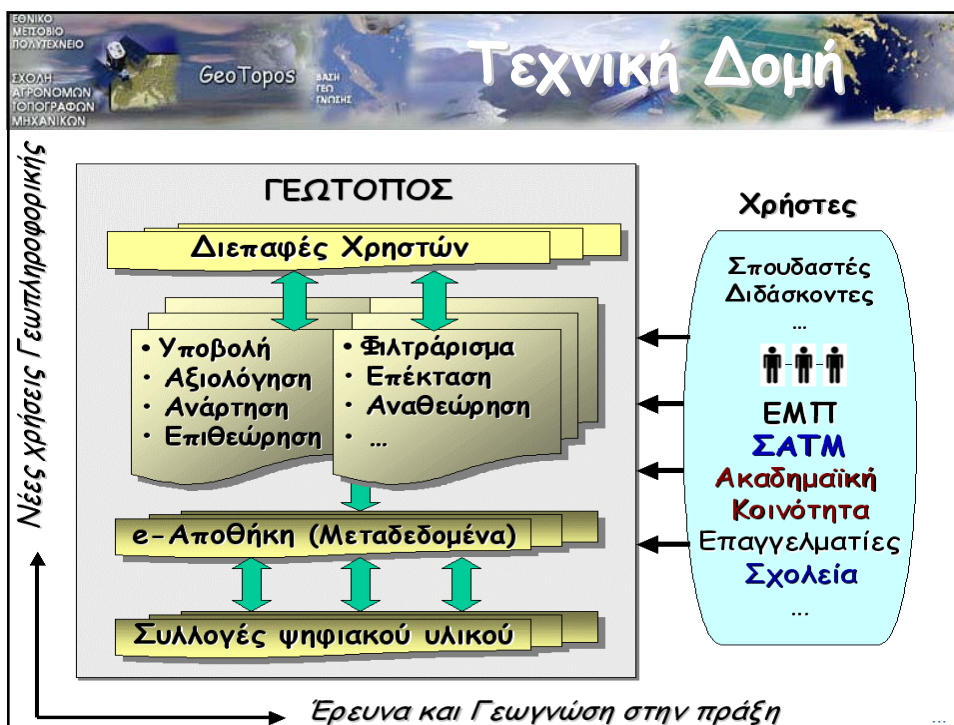 ΕΘΝΙΚΟ
ΜΕΤΣΟΒΙΟ
ΠΟΛΥΤΕΧΝΕΙΟ
ΣΧΟΛΗ
ΑΓΡΟΝΟΜΩΝ
ΤΟΠΟΓΡΑΦΩΝ
ΜΗΧΑΝΙΚΩΝ
GeoTopos
ΒΑΣΗ
ΓΕΩ
ΓΝΩΣΗΣ
Τεχνική Δομή
Νέες χρήσεις Γεωπληροφορικής
ΓΕΩΤΟΠΟΣ
Διεπαφές Χρηστών
• Υποβολή
• Αξιολόγηση
• Ανάρτηση
• Επιθεώρηση
• Φιλτράρισμα
• Επέκταση
• Αναθεώρηση
• ...
e-Αποθήκη (Μεταδεδομένα)
Συλλογές ψηφιακού υλικού
Χρήστες
Σπουδαστές
Διδάσκοντες
...
ΕΜΠ
ΣΑΤΜ
Ακαδημαϊκή
Κοινότητα
Επαγγελματίες
Σχολεία
...
Έρευνα και Γεωγνώση στην πράξη
...